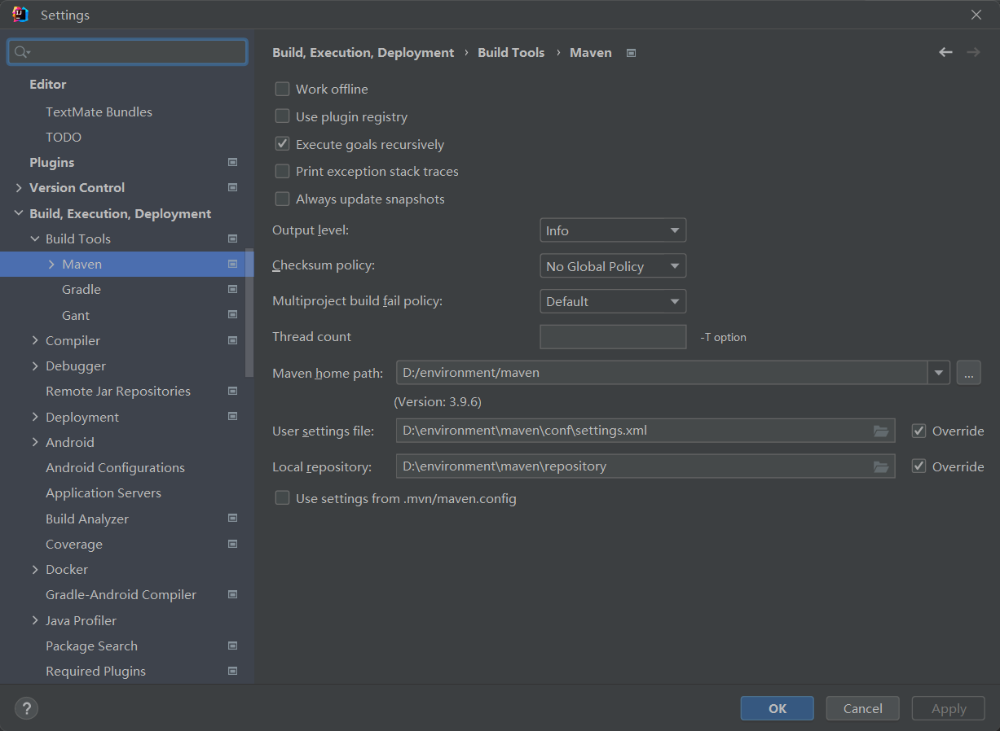 Settings
Editor
TextMate Bundles
TODO
Plugins
Version Control
Build, Execution, Deployment
Build Tools
Maven
Gradle
Gant
Compiler
Debugger
Remote Jar Repositories
Deployment
Android
Android Configurations
Application Servers
Build Analyzer
Coverage
Docker
Gradle-Android Compiler
Java Profiler
Package Search
Required Plugins
Build, Execution, Deployment › Build Tools › Maven
Work offline
Use plugin registry
Execute goals recursively
Print exception stack traces
Always update snapshots
Output level: Info
Checksum policy: No Global Policy
Multiproject build fail policy: Default
Thread count -T option
Maven home path: D:/environment/maven ...
(Version: 3.9.6)
User settings file: D:\environment\maven\conf\settings.xml Override
Local repository: D:\environment\maven\repository Override
Use settings from .mvn/maven.config
? OK Cancel Apply